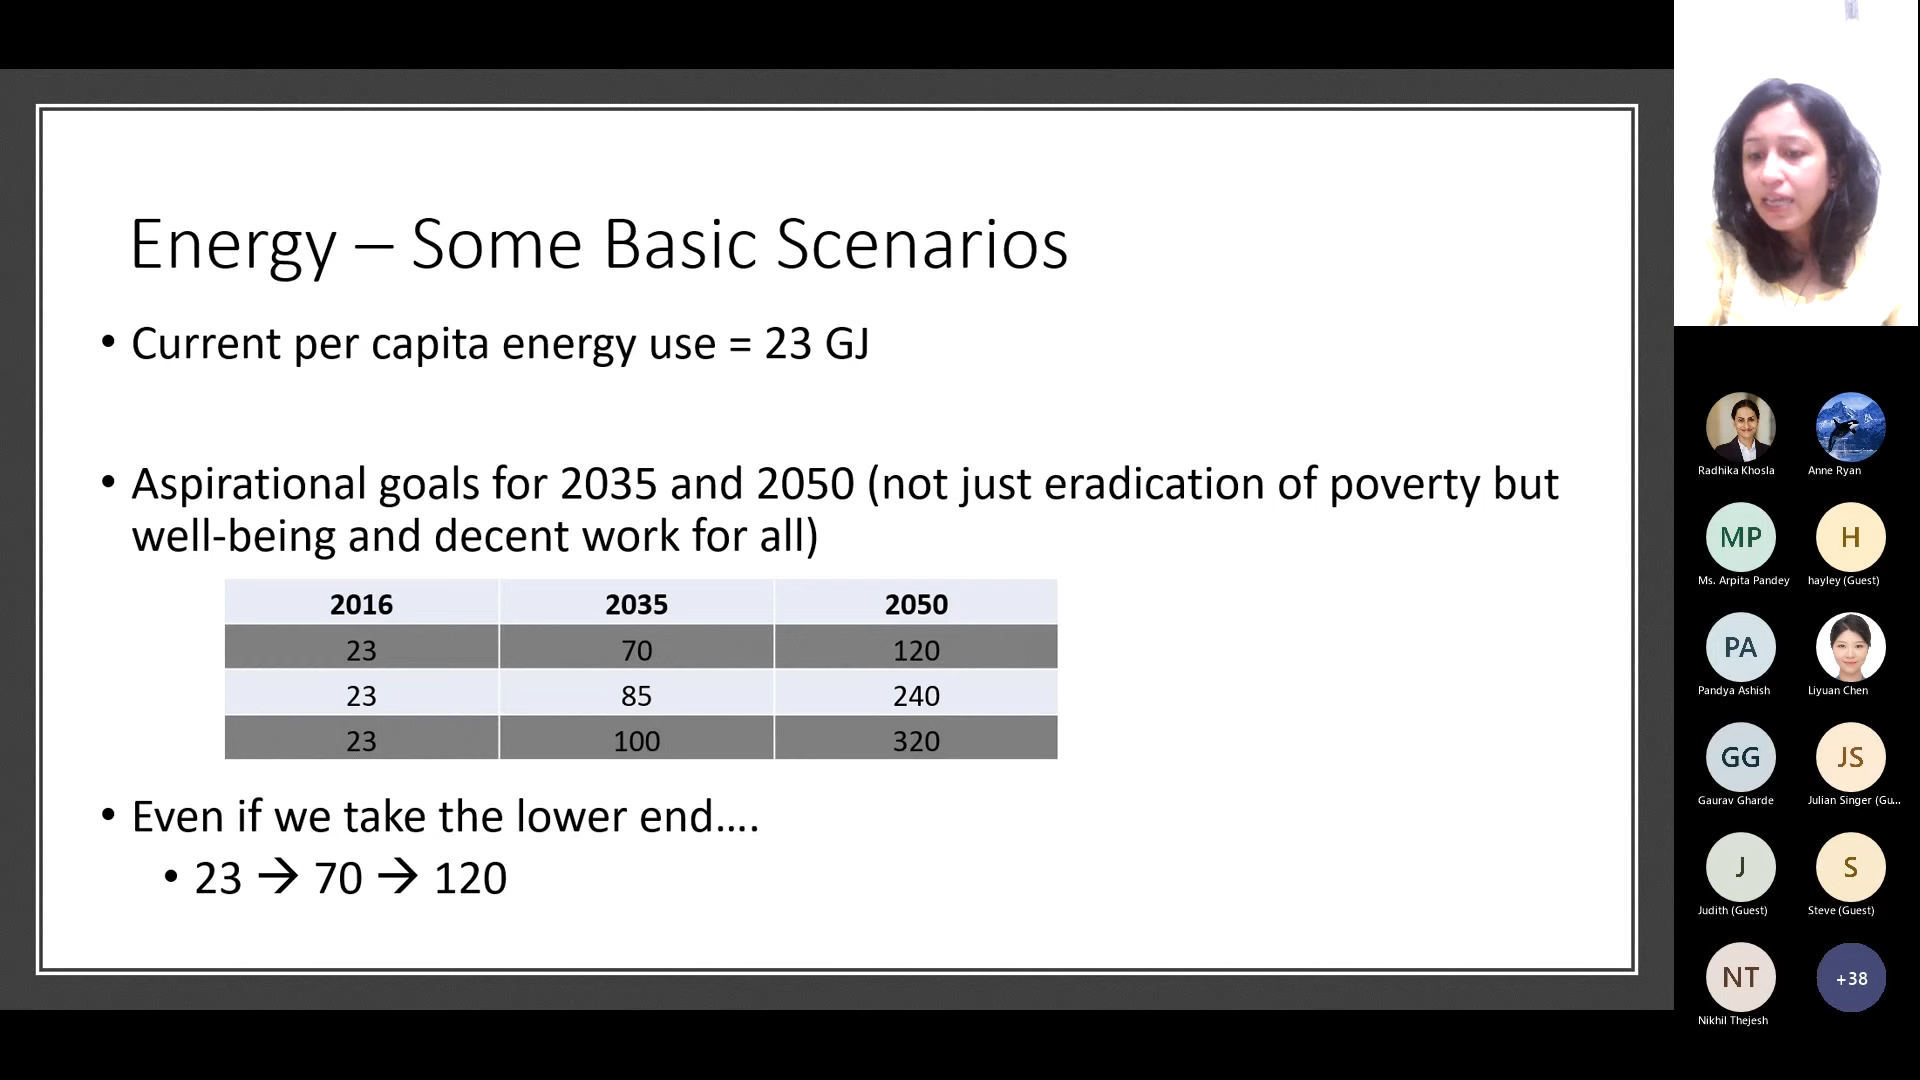 Energy – Some Basic Scenarios
• Current per capita energy use = 23 GJ
• Aspirational goals for 2035 and 2050 (not just eradication of poverty but
well-being and decent work for all)
2016 2035 2050
23 70 120
23 85 240
23 100 320
• Even if we take the lower end....
• 23 → 70 → 120
Radhika Khosla
Anne Ryan
MP
Ms. Arpita Pandey
H
hayley (Guest)
PA
Pandya Ashish
Liyuan Chen
GG
Gaurav Gharde
JS
Julian Singer (Gu...
J
Judith (Guest)
S
Steve (Guest)
NT
Nikhil Thejesh
+38